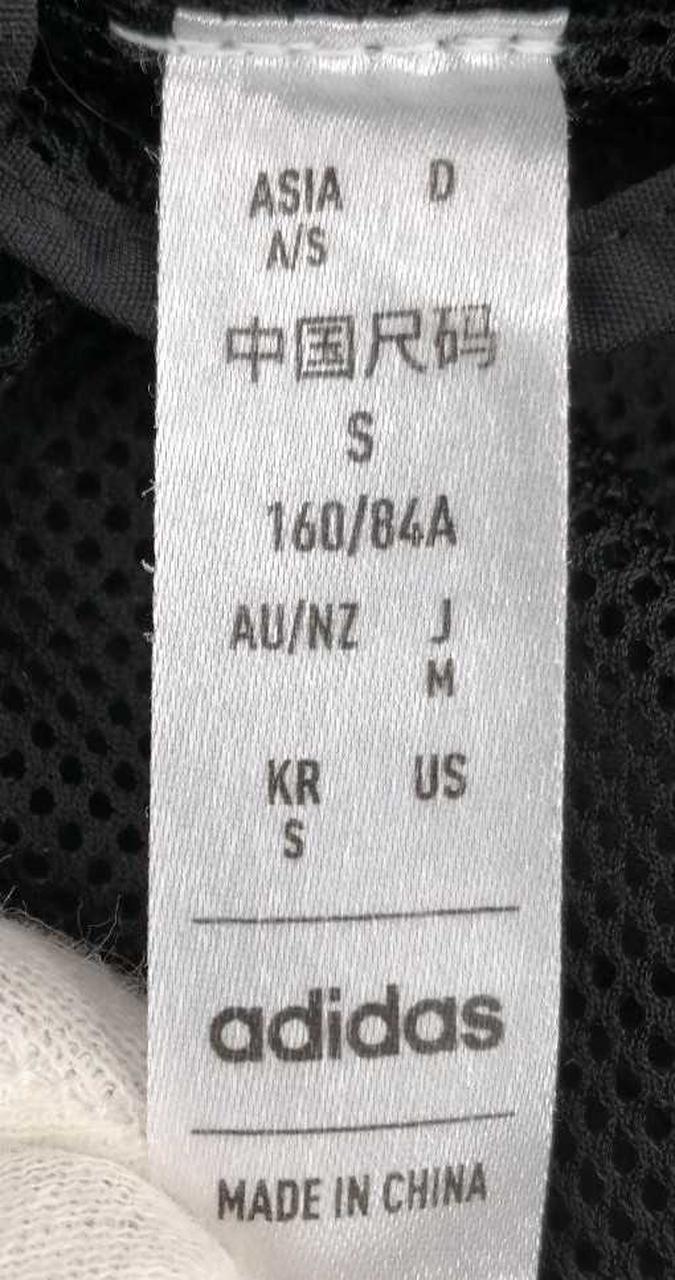 ASIA D
A/S
中国尺码
S
160/84A
AU/NZ J
M
KR US
S
adidas
MADE IN CHINA